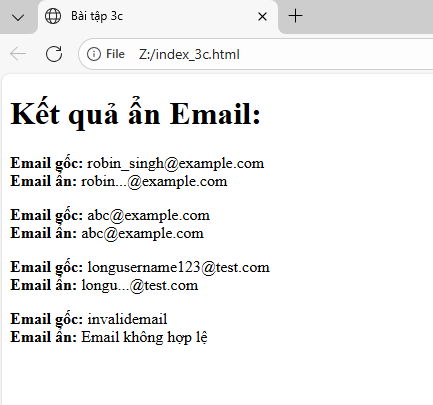 Bài tập 3c
File Z:/index_3c.html
Kết quả ẩn Email:
Email gốc: robin_singh@example.com
Email ẩn: robin...@example.com
Email gốc: abc@example.com
Email ẩn: abc@example.com
Email gốc: longusername123@test.com
Email ẩn: longu...@test.com
Email gốc: invalidemail
Email ẩn: Email không hợp lệ